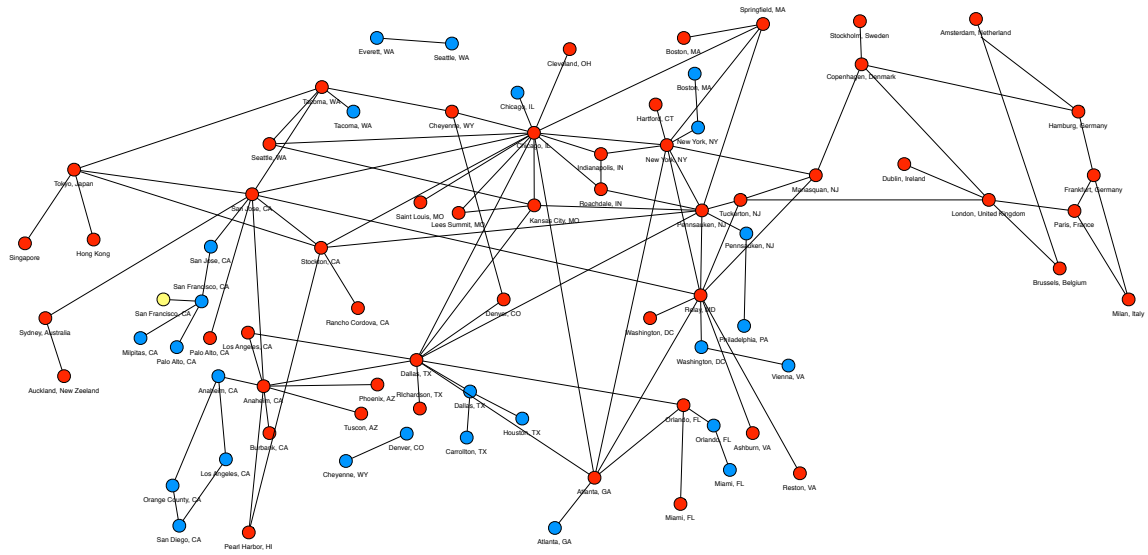 Springfield, MA
Stockholm, Sweden
Amsterdam, Netherland
Everett, WA
Seattle, WA
Cleveland, OH
Boston, MA
Copenhagen, Denmark
Boston, MA
Tacoma, WA
Chicago, IL
Tacoma, WA
Cheyenne, WY
Hartford, CT
Hamburg, Germany
New York, NY
Chicago, IL
Seattle, WA
New York, NY
Indianapolis, IN
Dublin, Ireland
Tokyo, Japan
Manasquan, NJ
Frankfurt, Germany
San Jose, CA
Saint Louis, MO
Lees Summit, MO
Kansas City, MO
Roachdale, IN
Tuckerton, NJ
Pennsauken, NJ
London, United Kingdom
Paris, France
Singapore
Hong Kong
San Jose, CA
Stockton, CA
Pennsauken, NJ
San Francisco, CA
San Francisco, CA
Rancho Cordova, CA
Denver, CO
Relay, MD
Brussels, Belgium
Milan, Italy
Sydney, Australia
Milpitas, CA
Palo Alto, CA
Palo Alto, CA
Los Angeles, CA
Washington, DC
Philadelphia, PA
Washington, DC
Vienna, VA
Auckland, New Zeeland
Anaheim, CA
Anaheim, CA
Dallas, TX
Phoenix, AZ
Richardson, TX
Dallas, TX
Tuscon, AZ
Houston, TX
Orlando, FL
Orlando, FL
Ashburn, VA
Burbank, CA
Denver, CO
Carrollton, TX
Los Angeles, CA
Cheyenne, WY
Miami, FL
Reston, VA
Orange County, CA
Atlanta, GA
Miami, FL
San Diego, CA
Pearl Harbor, HI
Atlanta, GA